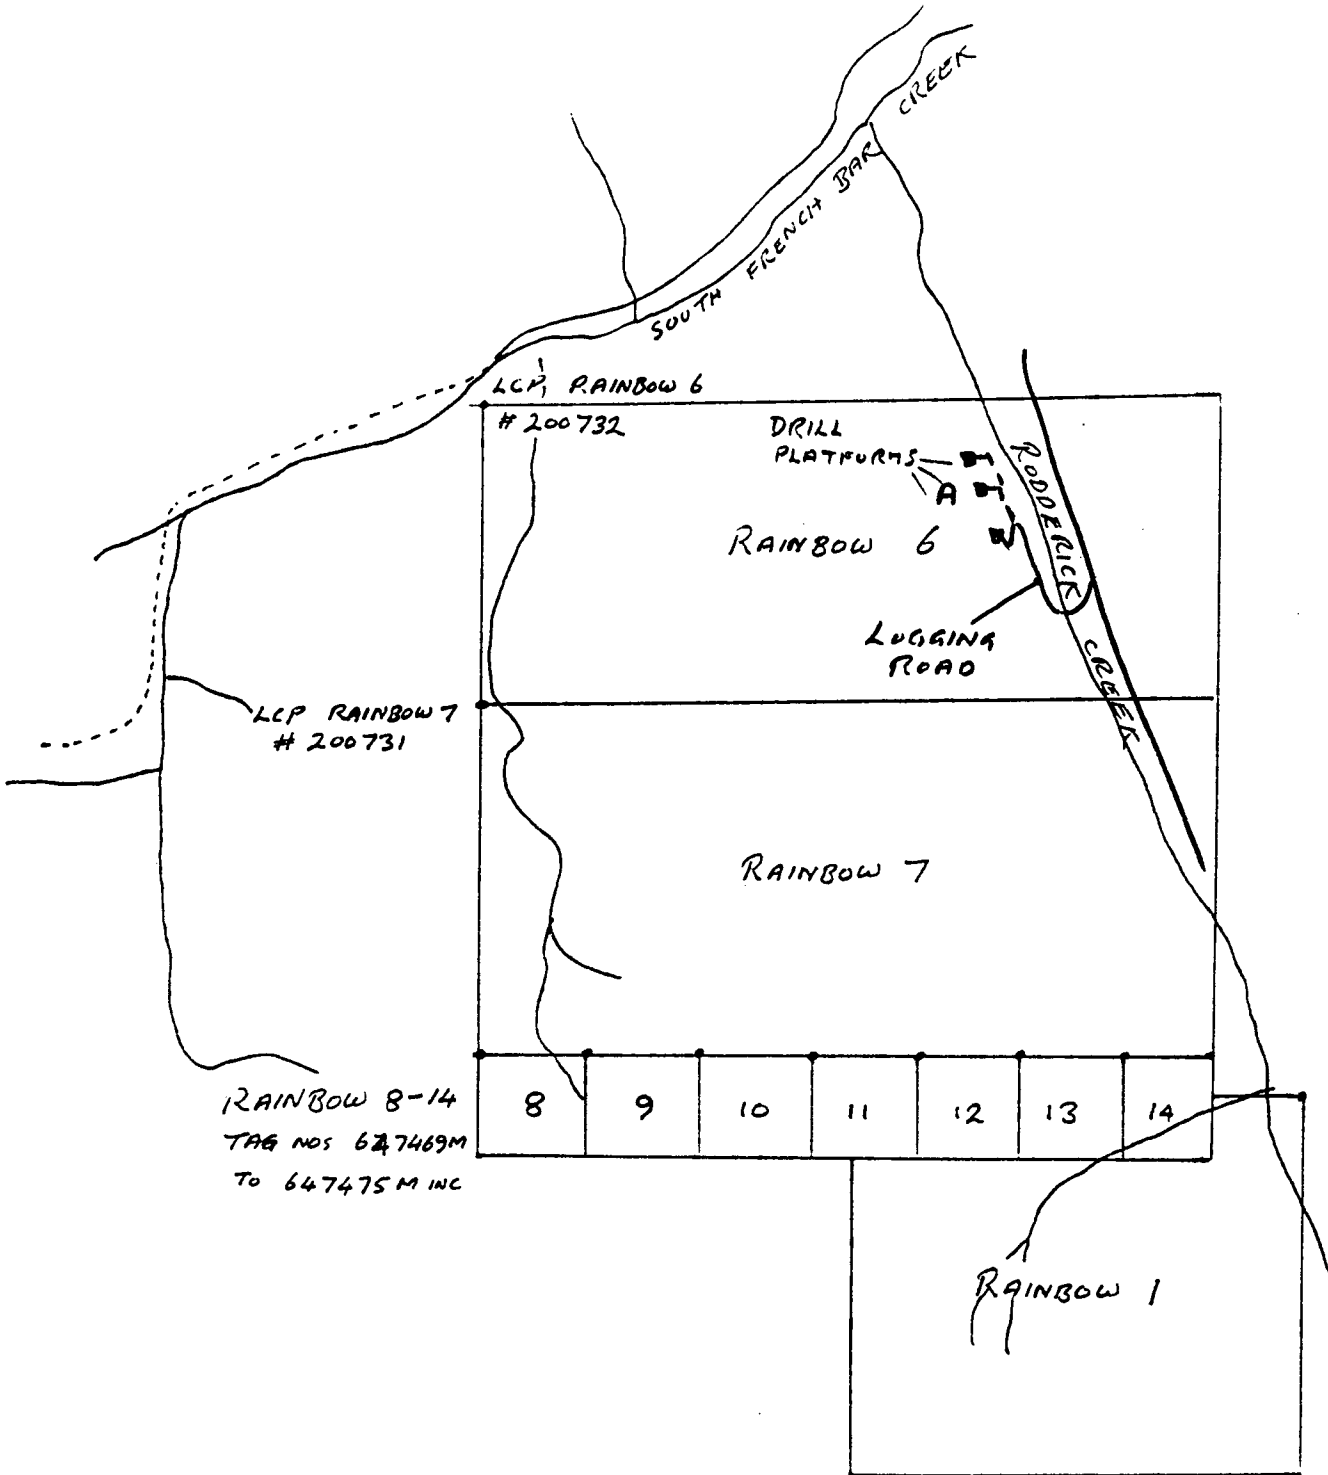 SOUTH FRENCH BAR CREEK
LCP, RAINBOW 6
# 200732
DRILL
PLATFORMS
A
RAINBOW 6
RODDERICK CREEK
LOGGING
ROAD
LCP RAINBOW 7
# 200731
RAINBOW 7
RAINBOW 8-14
TAG NOS 647469M
TO 647475 M INC
8 9 10 11 12 13 14
RAINBOW 1